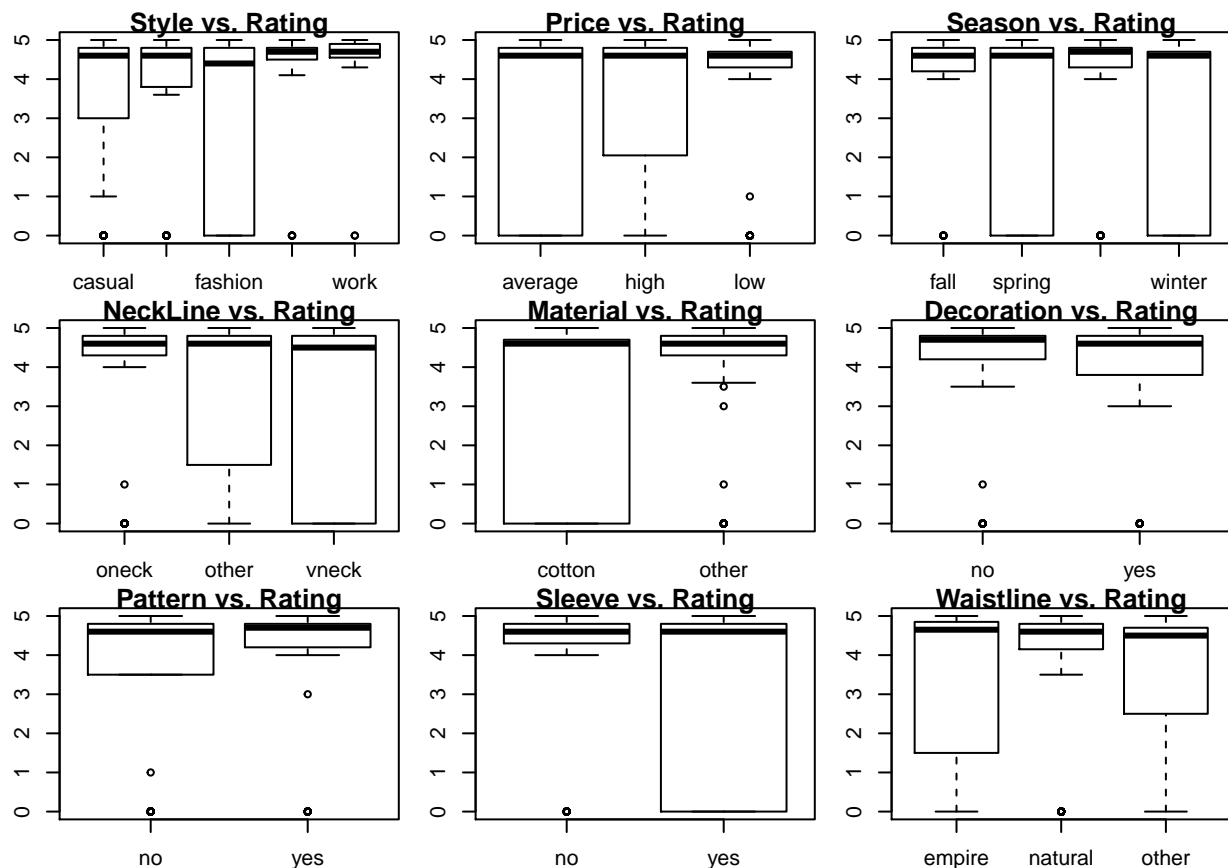 Style vs. Rating Price vs. Rating Season vs. Rating
5 5 5
4 4 4
3 3 3
2 2 2
1 1 1
0 0 0
casual fashion work average high low fall spring winter
NeckLine vs. Rating Material vs. Rating Decoration vs. Rating
5 5 5
4 4 4
3 3 3
2 2 2
1 1 1
0 0 0
oneck other vneck cotton other no yes
Pattern vs. Rating Sleeve vs. Rating Waistline vs. Rating
5 5 5
4 4 4
3 3 3
2 2 2
1 1 1
0 0 0
no yes no yes empire natural other